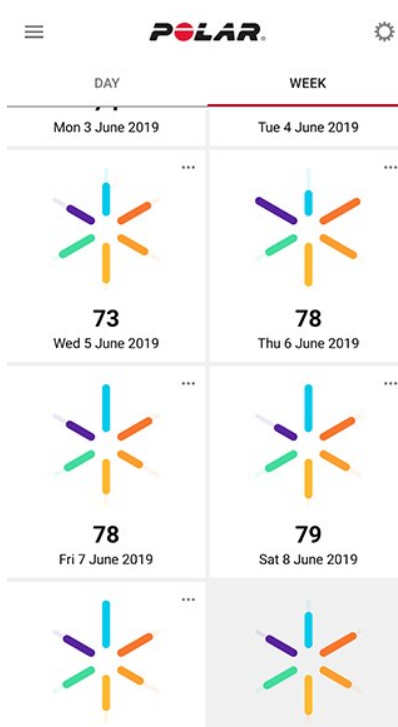 POLAR.
DAY WEEK
Mon 3 June 2019 Tue 4 June 2019
73 78
Wed 5 June 2019 Thu 6 June 2019
78 79
Fri 7 June 2019 Sat 8 June 2019